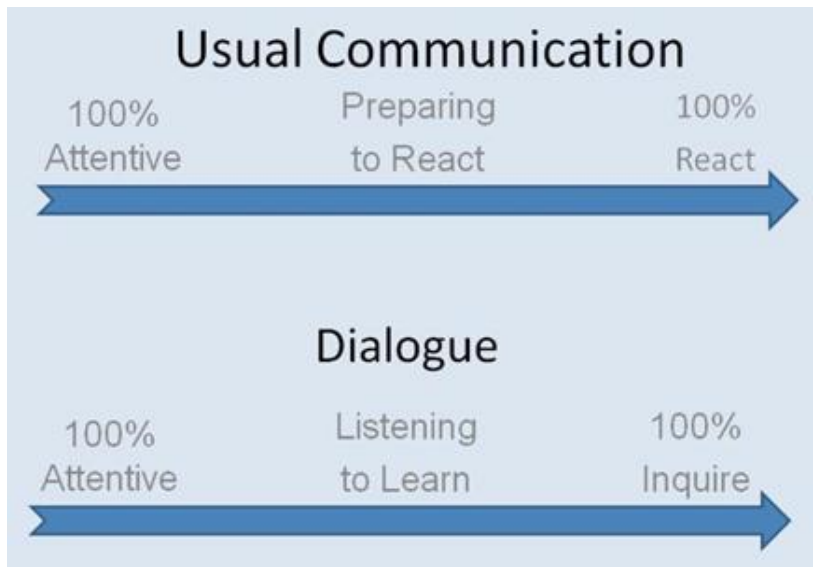 Usual Communication
100% Preparing 100%
Attentive to React React
Dialogue
100% Listening 100%
Attentive to Learn Inquire